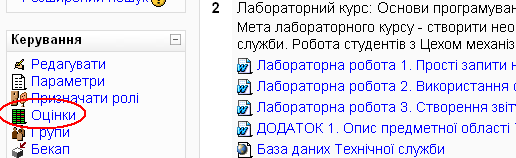 Розширений пошук
Керування
Редагувати
Параметри
Призначати ролі
Оцінки
Групи
Бекап
2 Лабораторний курс: Основи програмуван
Мета лабораторного курсу - створити нео
служби. Робота студентів з Цехом механіз
Лабораторна робота 1. Прості запити н
Лабораторна робота 2. Використання с
Лабораторна робота 3. Створення звіту
ДОДАТОК 1. Опис предметної області Т
База даних Технічної служби